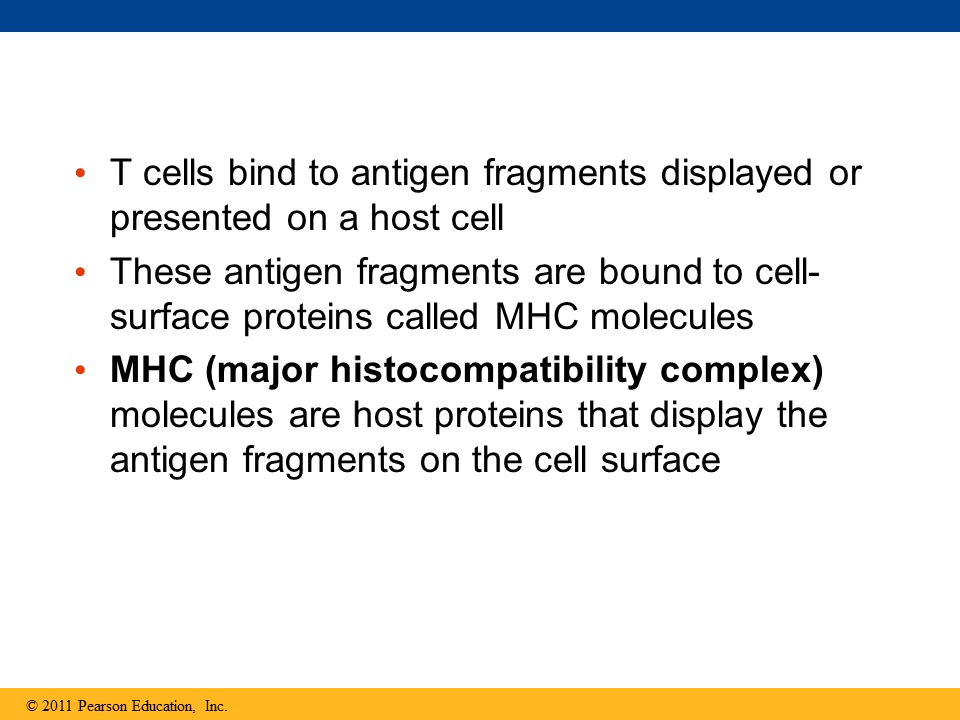 • T cells bind to antigen fragments displayed or
presented on a host cell
• These antigen fragments are bound to cell-
surface proteins called MHC molecules
• MHC (major histocompatibility complex)
molecules are host proteins that display the
antigen fragments on the cell surface
© 2011 Pearson Education, Inc.